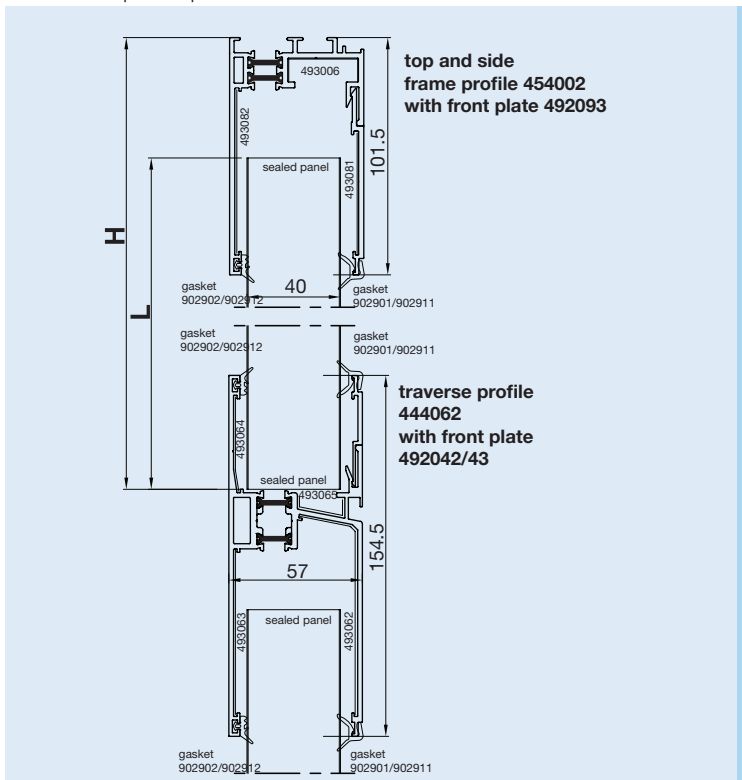 493006
top and side
frame profile 454002
with front plate 492093
493082
101.5
sealed panel
493081
H
L
40
gasket
902902/902912
gasket
902901/902911
gasket
902902/902912
gasket
902901/902911
traverse profile
444062
with front plate
492042/43
493064
sealed panel
493065
154.5
57
sealed panel
493063
493062
gasket
902902/902912
gasket
902901/902911